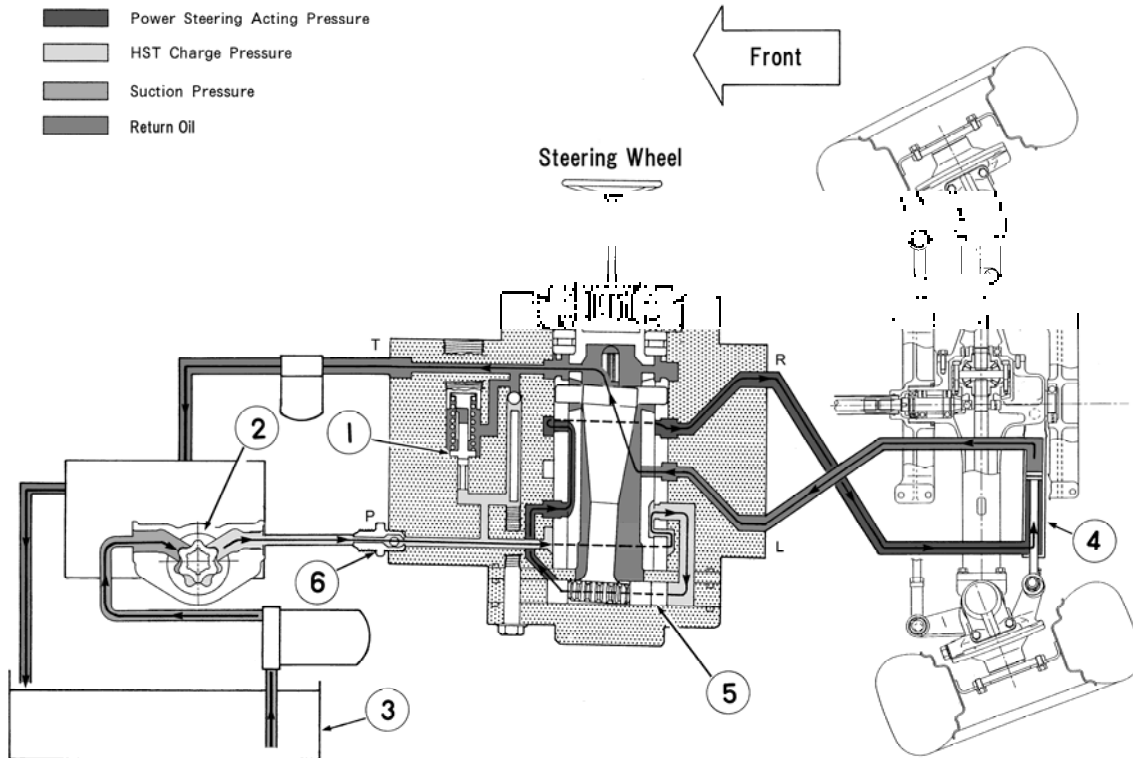 Power Steering Acting Pressure
HST Charge Pressure
Suction Pressure
Return Oil
Front
Steering Wheel
T
R
2
1
P
L
4
6
5
3